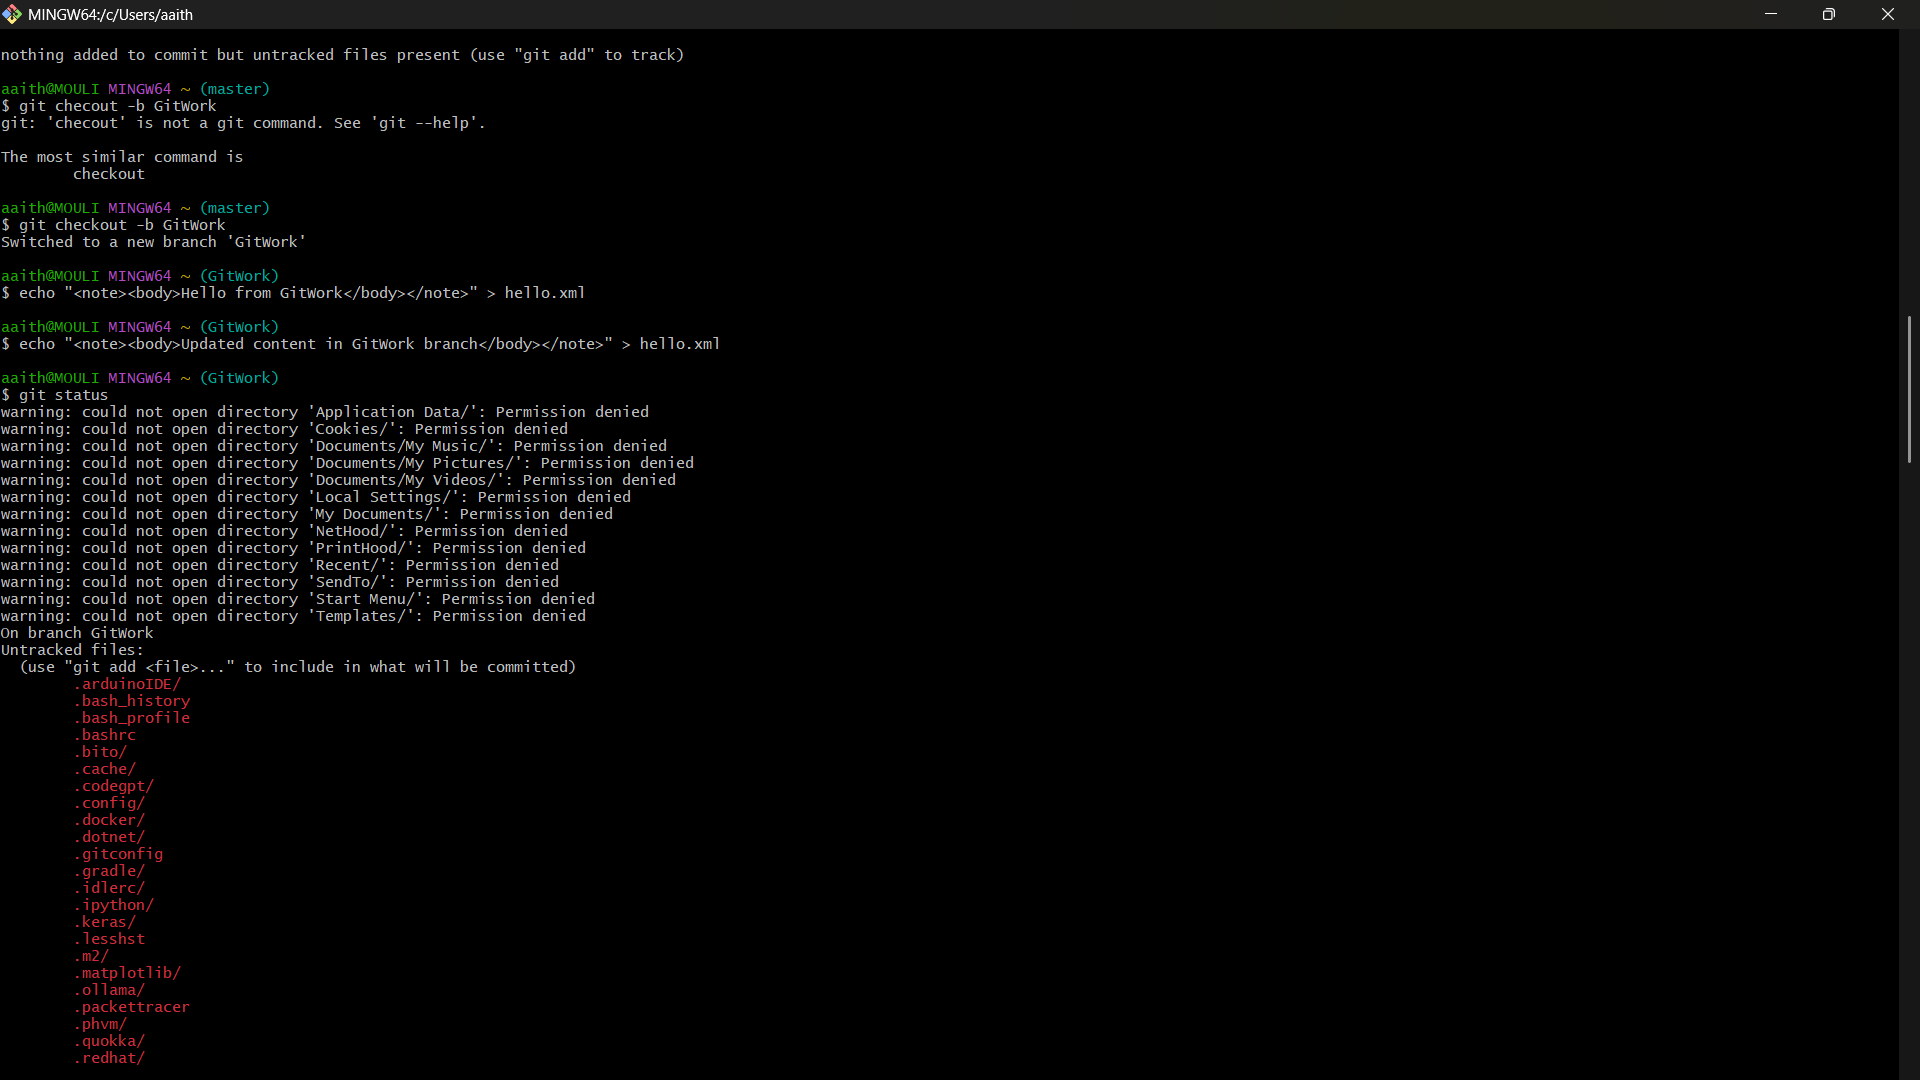 MINGW64:/c/Users/aaith
nothing added to commit but untracked files present (use "git add" to track)
aaith@MOULI MINGW64 ~ (master)
$ git checout -b GitWork
git: 'checout' is not a git command. See 'git --help'.
The most similar command is
checkout
aaith@MOULI MINGW64 ~ (master)
$ git checkout -b GitWork
Switched to a new branch 'GitWork'
aaith@MOULI MINGW64 ~ (GitWork)
$ echo "<note><body>Hello from GitWork</body></note>" > hello.xml
aaith@MOULI MINGW64 ~ (GitWork)
$ echo "<note><body>Updated content in GitWork branch</body></note>" > hello.xml
aaith@MOULI MINGW64 ~ (GitWork)
$ git status
warning: could not open directory 'Application Data/': Permission denied
warning: could not open directory 'Cookies/': Permission denied
warning: could not open directory 'Documents/My Music/': Permission denied
warning: could not open directory 'Documents/My Pictures/': Permission denied
warning: could not open directory 'Documents/My Videos/': Permission denied
warning: could not open directory 'Local Settings/': Permission denied
warning: could not open directory 'My Documents/': Permission denied
warning: could not open directory 'NetHood/': Permission denied
warning: could not open directory 'PrintHood/': Permission denied
warning: could not open directory 'Recent/': Permission denied
warning: could not open directory 'SendTo/': Permission denied
warning: could not open directory 'Start Menu/': Permission denied
warning: could not open directory 'Templates/': Permission denied
On branch GitWork
Untracked files:
(use "git add <file>..." to include in what will be committed)
.arduinoIDE/
.bash_history
.bash_profile
.bashrc
.bito/
.cache/
.codegpt/
.config/
.docker/
.dotnet/
.gitconfig
.gradle/
.idlerc/
.ipython/
.keras/
.lesshst
.m2/
.matplotlib/
.ollama/
.packettracer
.phvm/
.quokka/
.redhat/